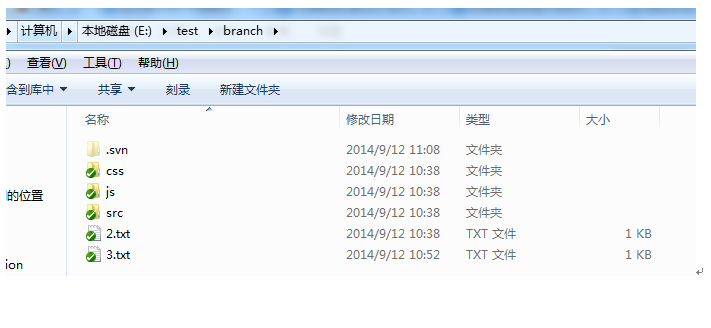 计算机 本地磁盘 (E:) test branch
) 查看(V) 工具(T) 帮助(H)
含到库中 共享 刻录 新建文件夹
名称 修改日期 类型 大小
.svn 2014/9/12 11:08 文件夹
css 2014/9/12 10:38 文件夹
js 2014/9/12 10:38 文件夹
的位置
src 2014/9/12 10:38 文件夹
2.txt 2014/9/12 10:38 TXT 文件 1 KB
3.txt 2014/9/12 10:52 TXT 文件 1 KB
ion